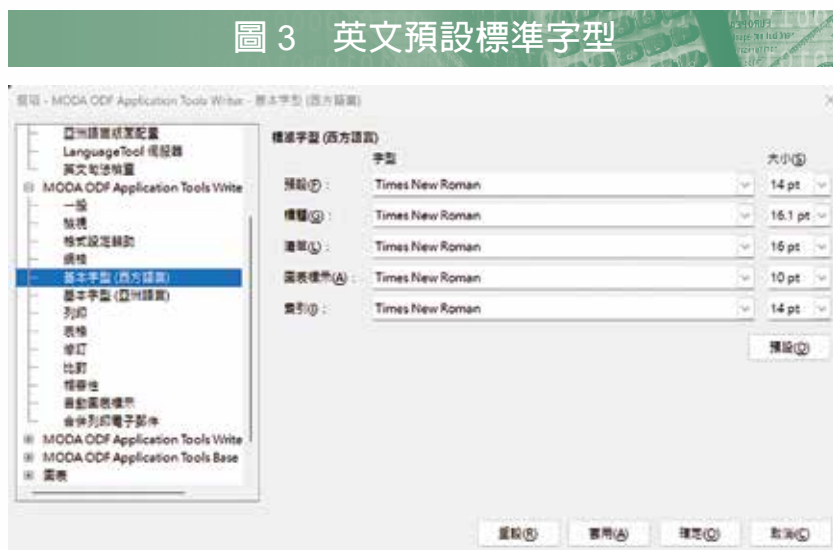 圖 3 英文預設標準字型
選項 - MODA ODF Application Tools Writer - 基本字型 (西方語言)
亞洲語言版面配置
LanguageTool 伺服器
英文句法檢查
MODA ODF Application Tools Write
一般
檢視
格式設定輔助
網格
基本字型 (西方語言)
基本字型 (亞洲語言)
列印
表格
修訂
比對
相容性
自動圖表標示
合併列印電子郵件
MODA ODF Application Tools Write
MODA ODF Application Tools Base
圖表
標準字型 (西方語言)
字型 大小(S)
預設(F) : Times New Roman 14 pt
標題(G) : Times New Roman 16.1 pt
清單(L) : Times New Roman 16 pt
圖表標示(A) : Times New Roman 10 pt
索引(I) : Times New Roman 14 pt
預設(D)
重設(R) 套用(A) 確定(O) 取消(C)